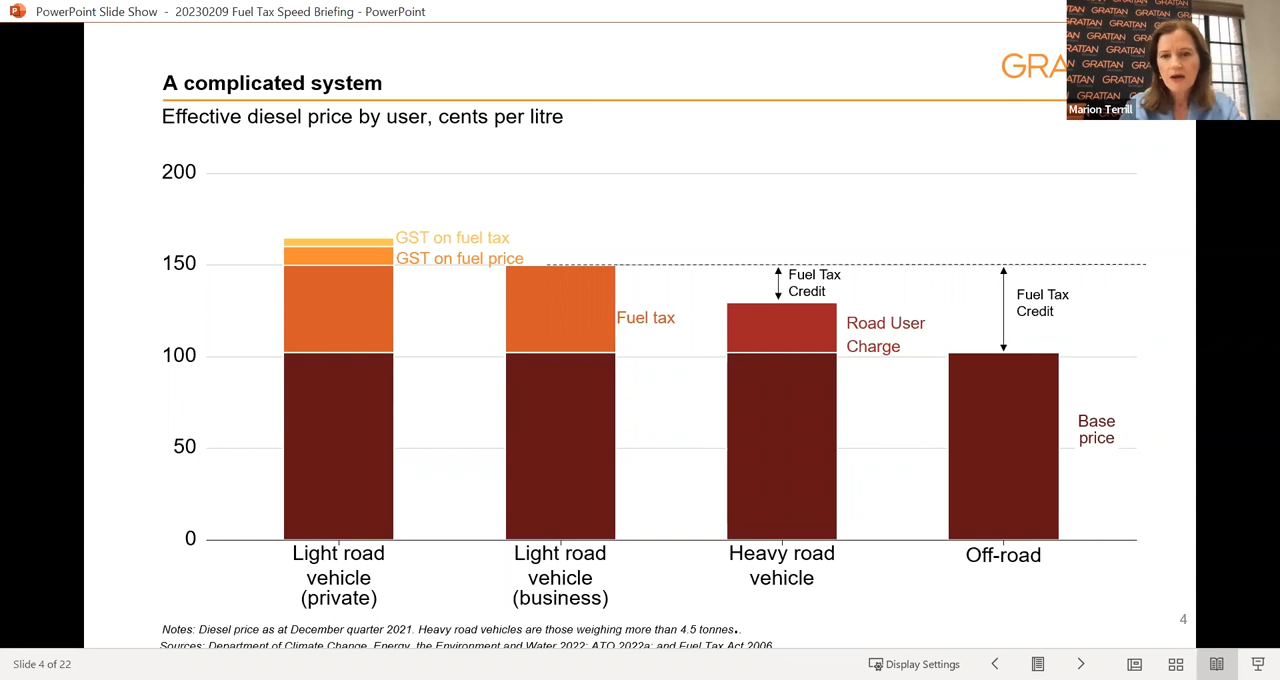 PowerPoint Slide Show - 20230209 Fuel Tax Speed Briefing - PowerPoint
GRATTAN
GRATTAN
GRATTAN
GRATTAN
GRATTAN
Marion Terrill
GRA
A complicated system
Effective diesel price by user, cents per litre
200
150
100
50
0
GST on fuel tax
GST on fuel price
Fuel tax
Fuel Tax
Credit
Road User
Charge
Fuel Tax
Credit
Base
price
Light road
vehicle
(private)
Light road
vehicle
(business)
Heavy road
vehicle
Off-road
Notes: Diesel price as at December quarter 2021. Heavy road vehicles are those weighing more than 4.5 tonnes..
Sources: Department of Climate Change, Energy, the Environment and Water 2022; ATO 2022a; and Fuel Tax Act 2006.
4
Slide 4 of 22
Display Settings